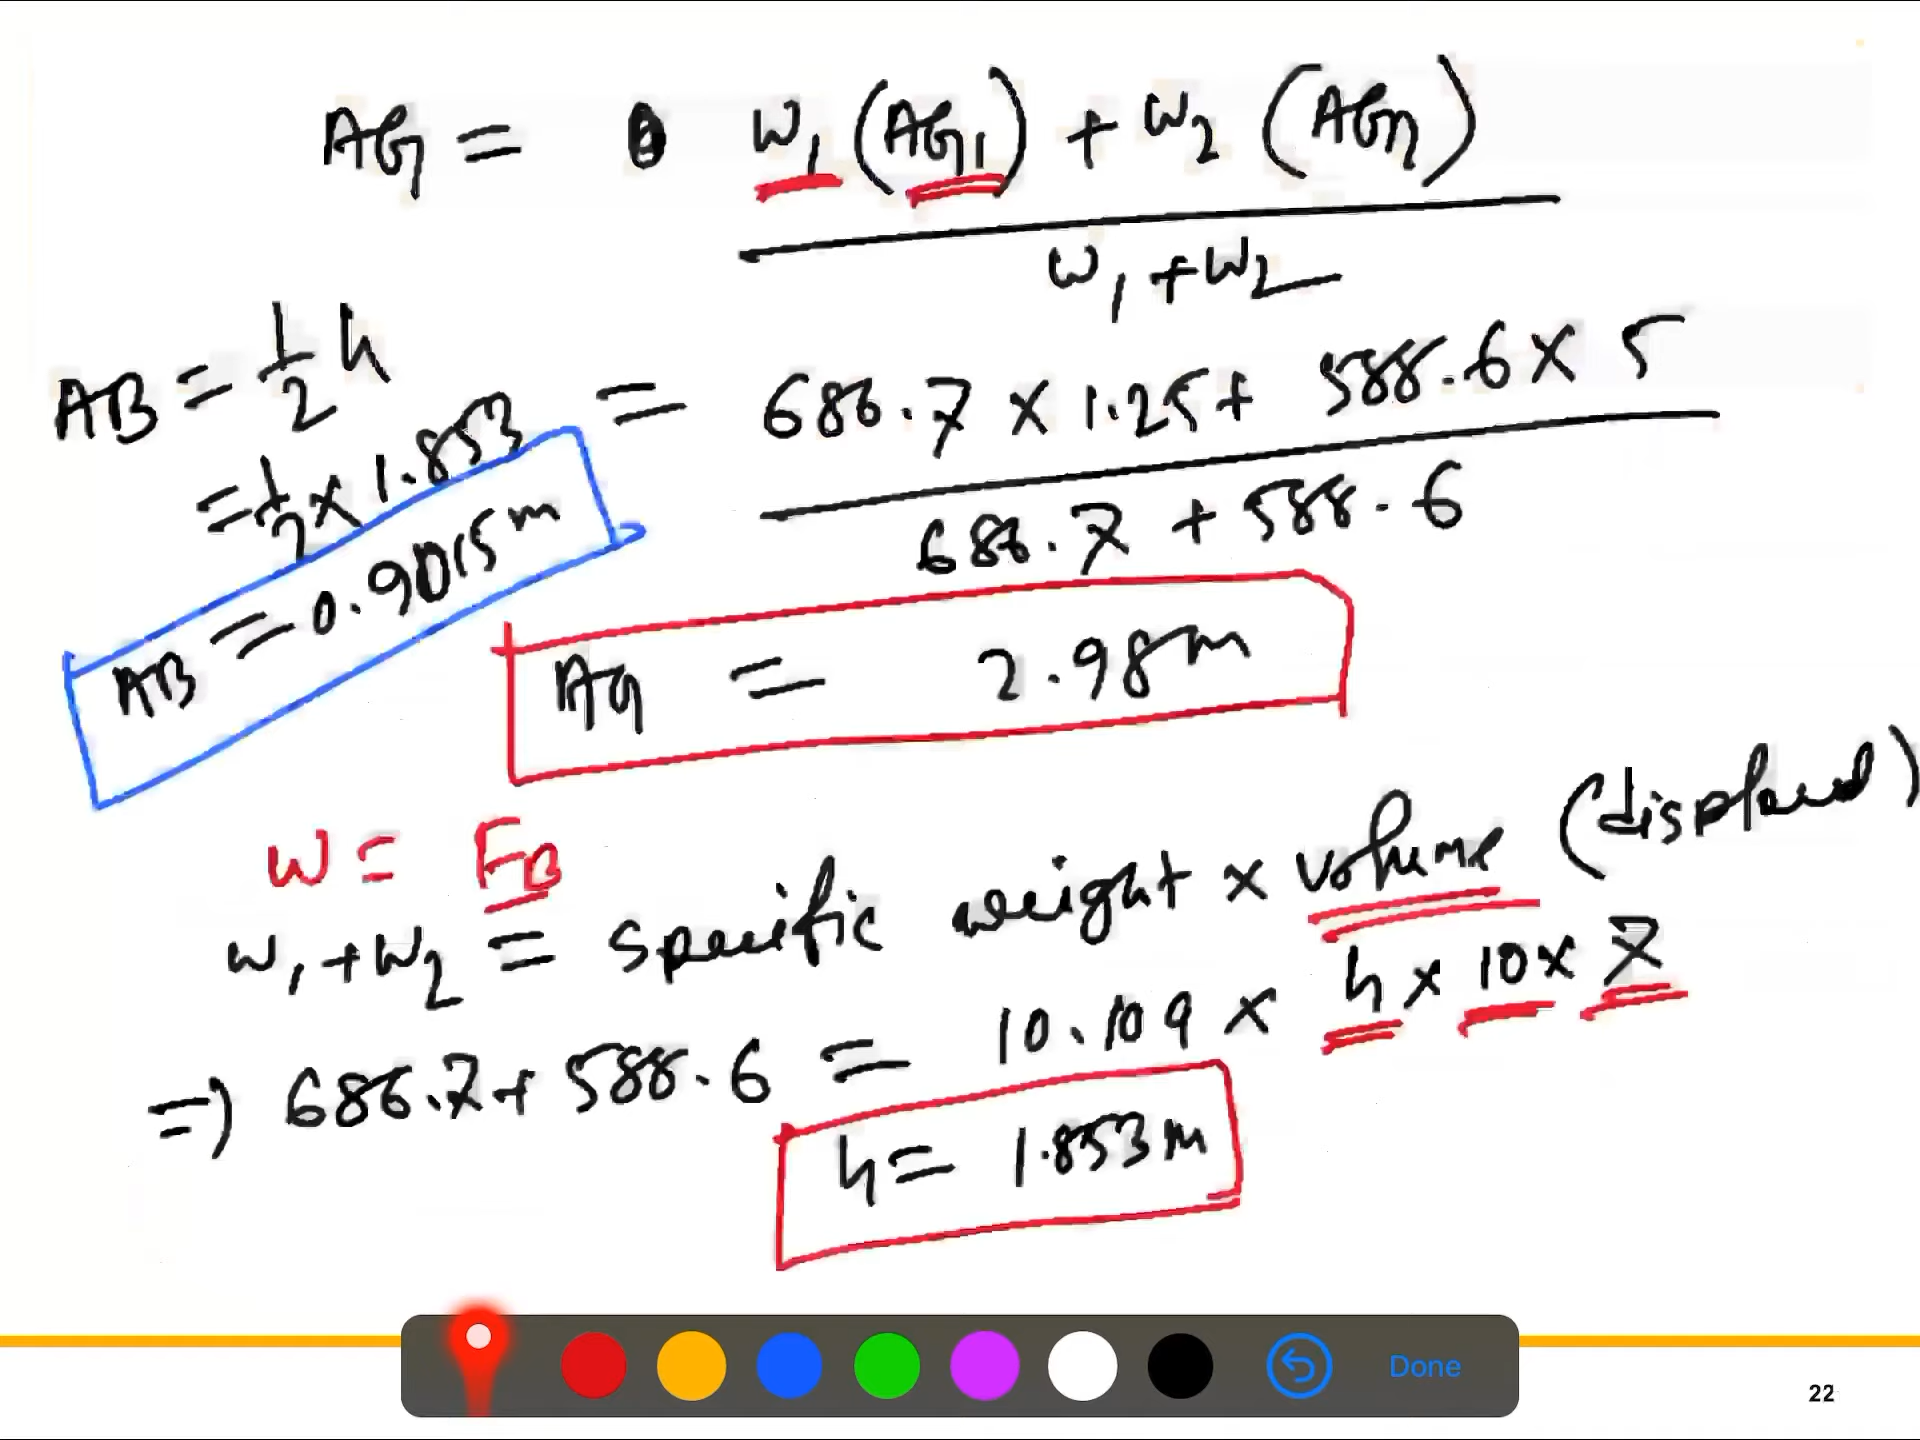 AG = W₁ (AG₁) + W₂ (AG₂)
W₁ + W₂
AB = 1/2 h
= 1/2 × 1.853
AB = 0.9015 m
= 686.7 × 1.25 + 588.6 × 5
686.7 + 588.6
AG = 2.98 m
W = FB
W₁ + W₂ = specific weight × volume (displaced)
=> 686.7 + 588.6 = 10.109 × h × 10 × 7
h = 1.853 m
Done
22